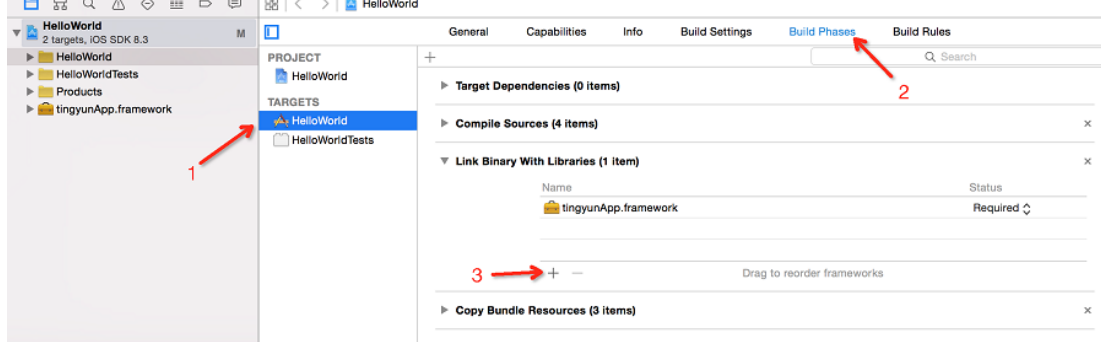 HelloWorld
HelloWorld
2 targets, iOS SDK 8.3
M
HelloWorld
HelloWorldTests
Products
tingyunApp.framework
General Capabilities Info Build Settings Build Phases Build Rules
PROJECT
HelloWorld
TARGETS
HelloWorld
HelloWorldTests
1
+
Search
2
Target Dependencies (0 items)
Compile Sources (4 items)
×
Link Binary With Libraries (1 item)
×
Name Status
tingyunApp.framework Required
3
+ − Drag to reorder frameworks
Copy Bundle Resources (3 items)
×